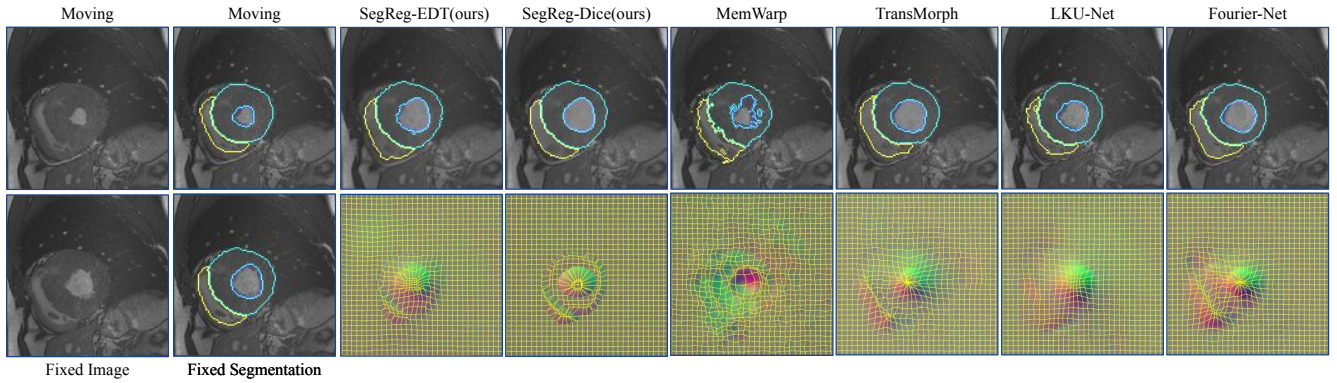 Moving Moving SegReg-EDT(ours) SegReg-Dice(ours) MemWarp TransMorph LKU-Net Fourier-Net
Fixed Image Fixed Segmentation